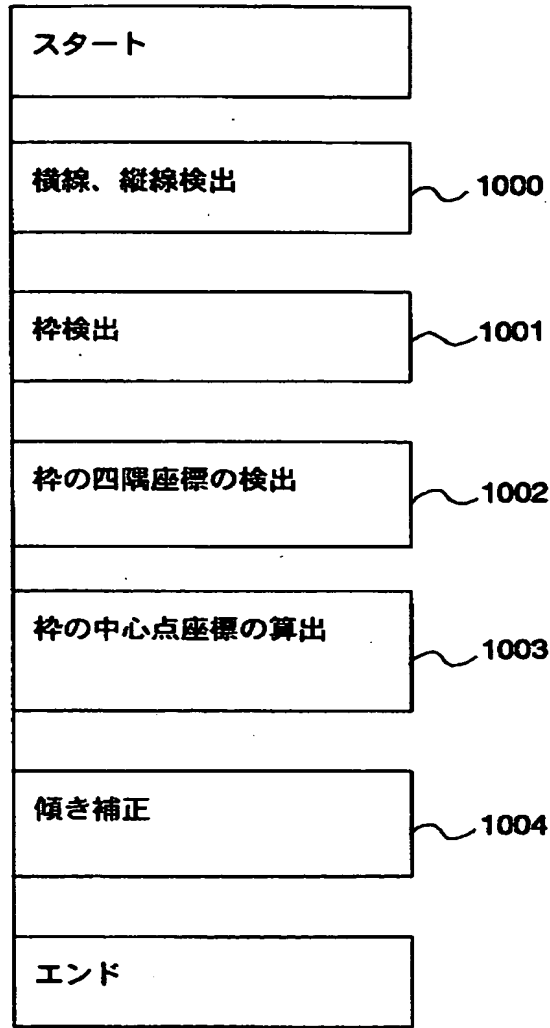 スタート
横線、縦線検出
1000
枠検出
1001
枠の四隅座標の検出
1002
枠の中心点座標の算出
1003
傾き補正
1004
エンド